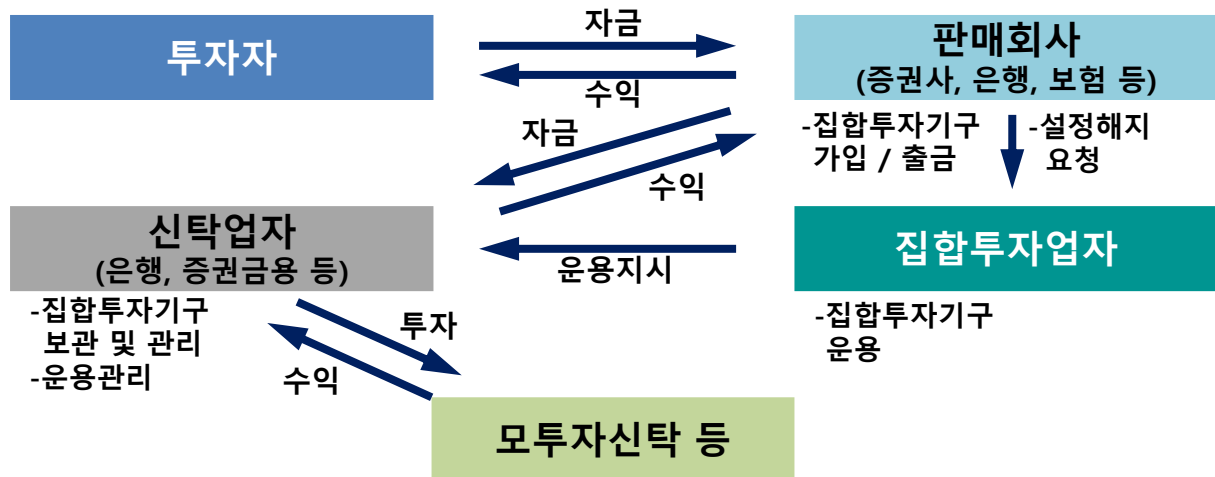 투자자
자금
수익
판매회사
(증권사, 은행, 보험 등)
자금
수익
-집합투자기구
가입 / 출금
-설정해지
요청
신탁업자
(은행, 증권금용 등)
운용지시
집합투자업자
-집합투자기구
보관 및 관리
-운용관리
투자
수익
-집합투자기구
운용
모투자신탁 등